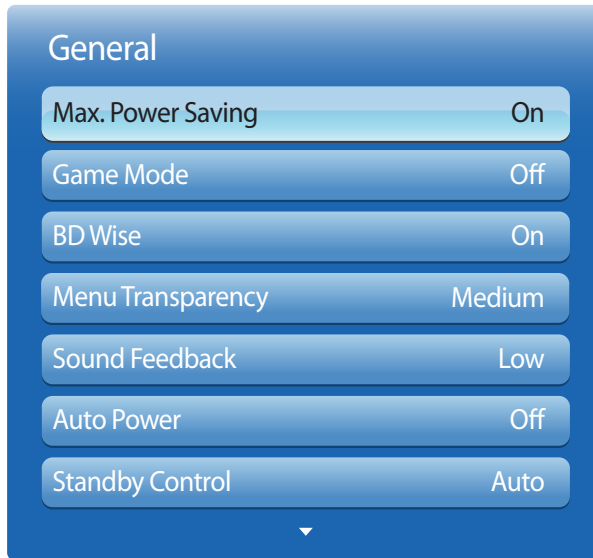 General
Max. Power Saving On
Game Mode Off
BD Wise On
Menu Transparency Medium
Sound Feedback Low
Auto Power Off
Standby Control Auto